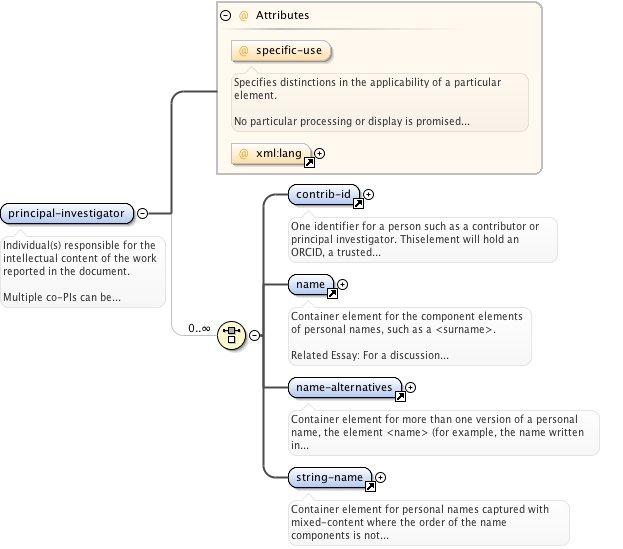 @ Attributes
@ specific-use
Specifies distinctions in the applicability of a particular
element.
No particular processing or display is promised...
@ xml:lang
principal-investigator
Individual(s) responsible for the
intellectual content of the work
reported in the document.
Multiple co-PIs can be...
0..∞
contrib-id
One identifier for a person such as a contributor or
principal investigator. Thiselement will hold an
ORCID, a trusted...
name
Container element for the component elements
of personal names, such as a <surname>.
Related Essay: For a discussion...
name-alternatives
Container element for more than one version of a personal
name, the element <name> (for example, the name written
in...
string-name
Container element for personal names captured with
mixed-content where the order of the name
components is not...